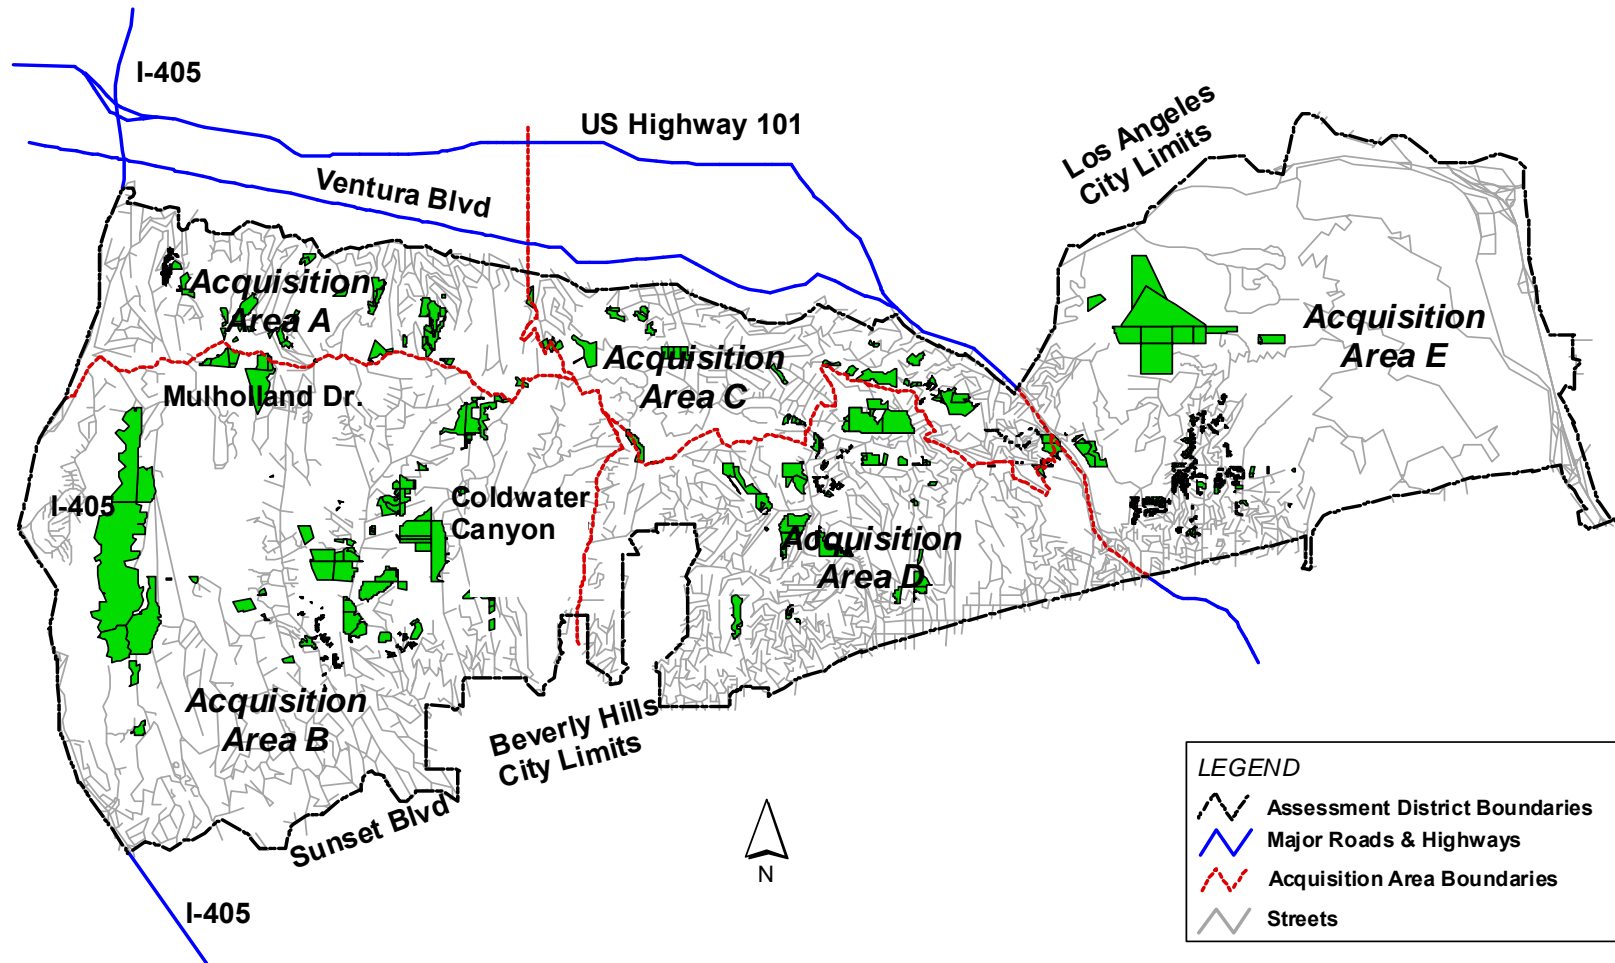 I-405
US Highway 101
Los Angeles
City Limits
Ventura Blvd
Acquisition
Area A
Acquisition
Area E
Acquisition
Area C
Mulholland Dr.
I-405
Coldwater
Canyon
Acquisition
Area D
Acquisition
Area B
Beverly Hills
City Limits
Sunset Blvd
I-405
N
LEGEND
Assessment District Boundaries
Major Roads & Highways
Acquisition Area Boundaries
Streets